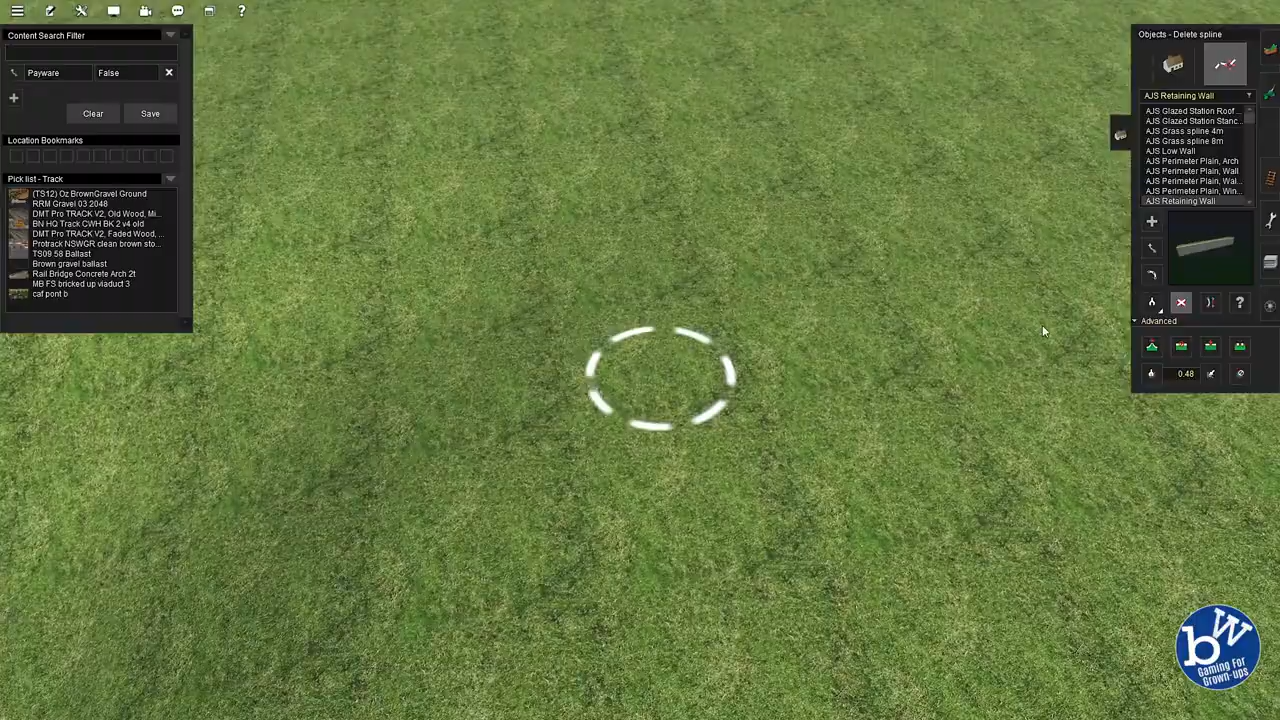 Content Search Filter
Payware
False
Clear
Save
Location Bookmarks
Pick list - Track
(TS12) Oz BrownGravel Ground
RRM Gravel 03 2048
DMT Pro TRACK V2, Old Wood, Mi...
BN HQ Track CWH BK 2 v4 old
DMT Pro TRACK V2, Faded Wood, ...
Protrack NSWGR clean brown sto...
TS09 58 Ballast
Brown gravel ballast
Rail Bridge Concrete Arch 2t
MB FS bricked up viaduct 3
caf pont b
Objects - Delete spline
AJS Retaining Wall
AJS Glazed Station Roof ...
AJS Glazed Station Stanc...
AJS Grass spline 4m
AJS Grass spline 8m
AJS Low Wall
AJS Perimeter Plain, Arch
AJS Perimeter Plain, Wall
AJS Perimeter Plain, Wal...
AJS Perimeter Plain, Win...
AJS Retaining Wall
Advanced
0.48
bW
Gaming For
Grown-ups